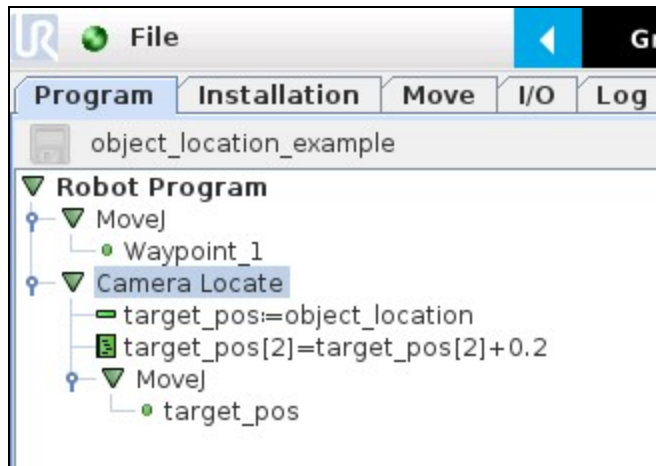 UR File Gr
Program Installation Move I/O Log
object_location_example
Robot Program
MoveJ
Waypoint_1
Camera Locate
target_pos:=object_location
target_pos[2]=target_pos[2]+0.2
MoveJ
target_pos